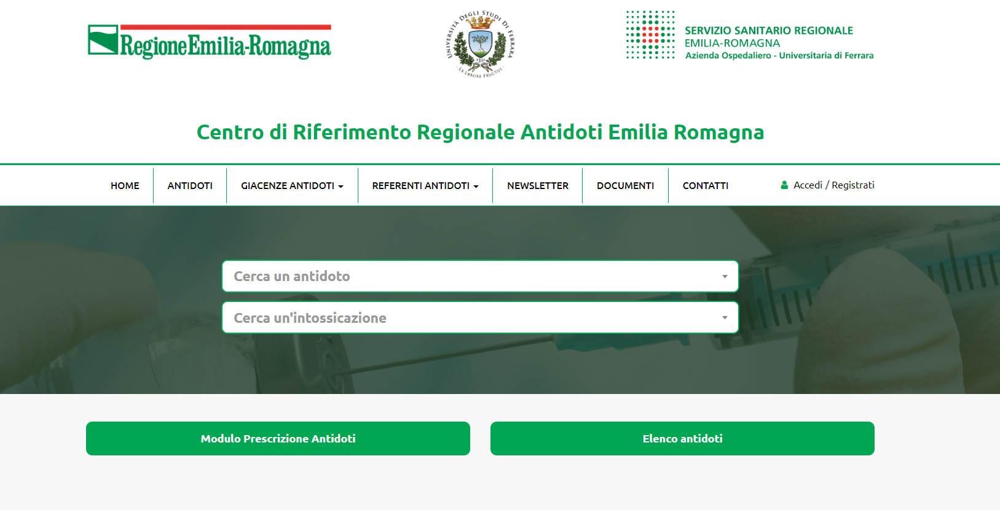 RegioneEmilia-Romagna
UNIVERSITÀ DEGLI STUDI DI FERRARA
1391
EX LABORE FRUCTUS
SERVIZIO SANITARIO REGIONALE
EMILIA-ROMAGNA
Azienda Ospedaliero - Universitaria di Ferrara
Centro di Riferimento Regionale Antidoti Emilia Romagna
HOME
ANTIDOTI
GIACENZE ANTIDOTI
REFERENTI ANTIDOTI
NEWSLETTER
DOCUMENTI
CONTATTI
Accedi / Registrati
Cerca un antidoto
Cerca un'intossicazione
Modulo Prescrizione Antidoti
Elenco antidoti